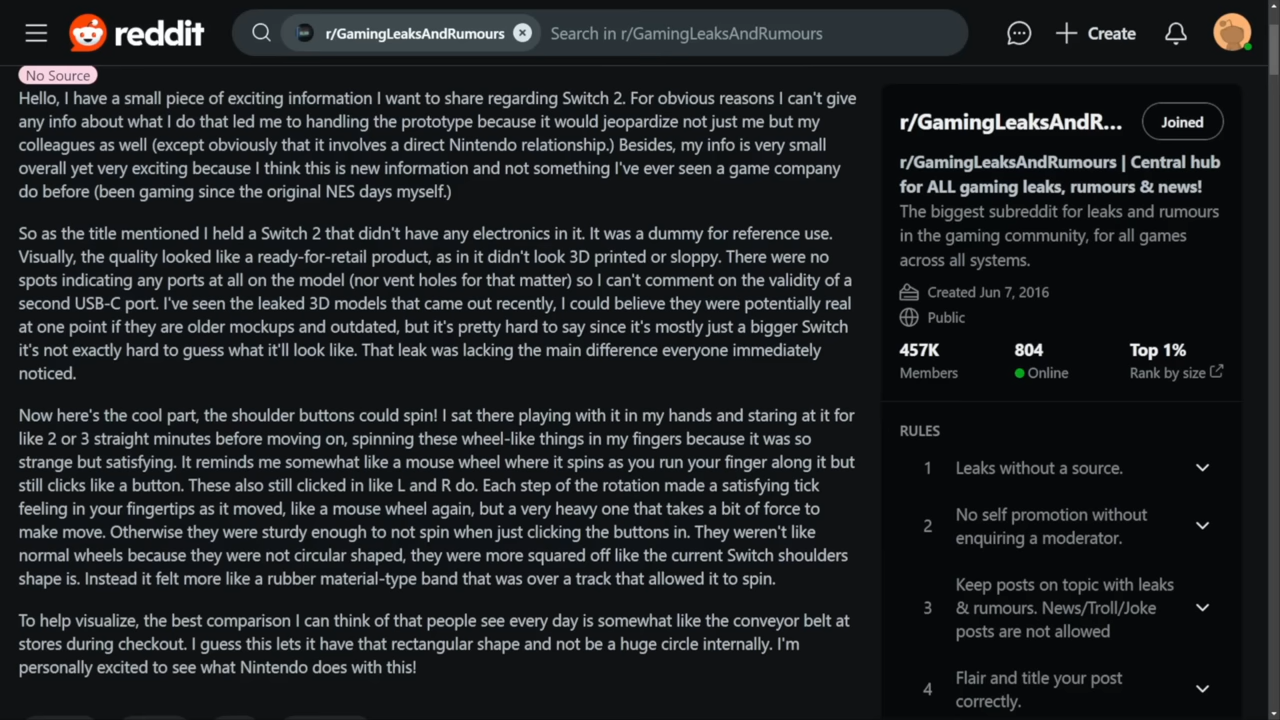 reddit
r/GamingLeaksAndRumours
Search in r/GamingLeaksAndRumours
Create
No Source
Hello, I have a small piece of exciting information I want to share regarding Switch 2. For obvious reasons I can't give
any info about what I do that led me to handling the prototype because it would jeopardize not just me but my
colleagues as well (except obviously that it involves a direct Nintendo relationship.) Besides, my info is very small
overall yet very exciting because I think this is new information and not something I've ever seen a game company
do before (been gaming since the original NES days myself.)
So as the title mentioned I held a Switch 2 that didn't have any electronics in it. It was a dummy for reference use.
Visually, the quality looked like a ready-for-retail product, as in it didn't look 3D printed or sloppy. There were no
spots indicating any ports at all on the model (nor vent holes for that matter) so I can't comment on the validity of a
second USB-C port. I've seen the leaked 3D models that came out recently, I could believe they were potentially real
at one point if they are older mockups and outdated, but it's pretty hard to say since it's mostly just a bigger Switch
it's not exactly hard to guess what it'll look like. That leak was lacking the main difference everyone immediately
noticed.
Now here's the cool part, the shoulder buttons could spin! I sat there playing with it in my hands and staring at it for
like 2 or 3 straight minutes before moving on, spinning these wheel-like things in my fingers because it was so
strange but satisfying. It reminds me somewhat like a mouse wheel where it spins as you run your finger along it but
still clicks like a button. These also still clicked in like L and R do. Each step of the rotation made a satisfying tick
feeling in your fingertips as it moved, like a mouse wheel again, but a very heavy one that takes a bit of force to
make move. Otherwise they were sturdy enough to not spin when just clicking the buttons in. They weren't like
normal wheels because they were not circular shaped, they were more squared off like the current Switch shoulders
shape is. Instead it felt more like a rubber material-type band that was over a track that allowed it to spin.
To help visualize, the best comparison I can think of that people see every day is somewhat like the conveyor belt at
stores during checkout. I guess this lets it have that rectangular shape and not be a huge circle internally. I'm
personally excited to see what Nintendo does with this!
r/GamingLeaksAndR...
Joined
r/GamingLeaksAndRumours | Central hub
for ALL gaming leaks, rumours & news!
The biggest subreddit for leaks and rumours
in the gaming community, for all games
across all systems.
Created Jun 7, 2016
Public
457K
804
Top 1%
Members
Online
Rank by size
RULES
1 Leaks without a source.
2 No self promotion without
enquiring a moderator.
3 Keep posts on topic with leaks
& rumours. News/Troll/Joke
posts are not allowed
4 Flair and title your post
correctly.